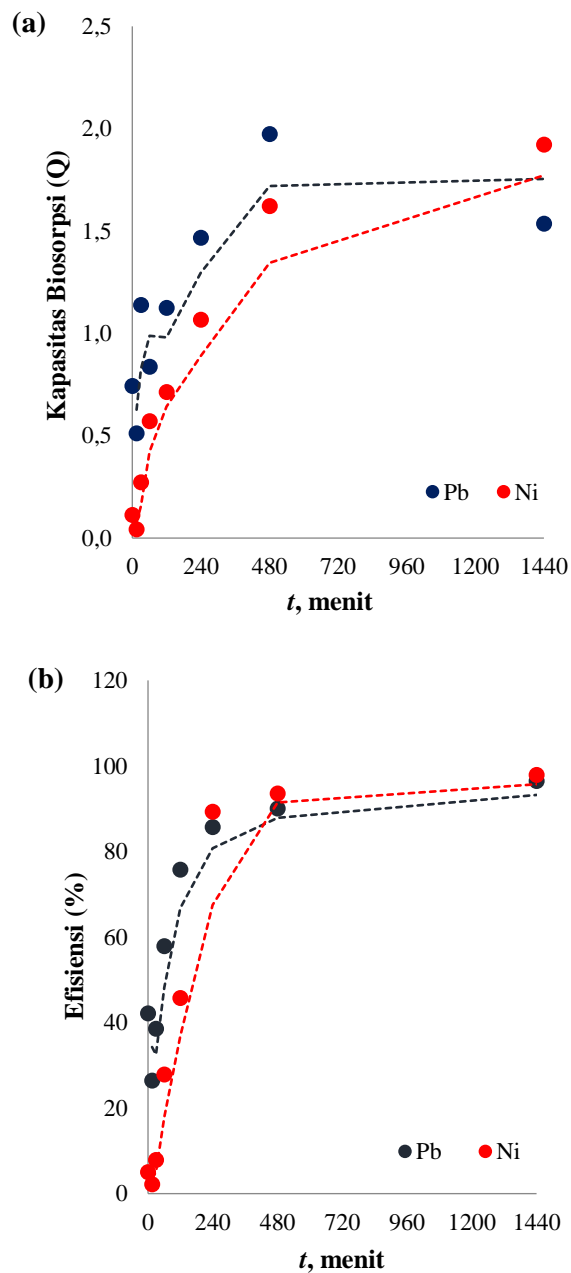 (a)
Kapasitas Biosorpsi (Q)
2,5
2,0
1,5
1,0
0,5
0,0
Pb Ni
0 240 480 720 960 1200 1440
t, menit
(b)
Efisiensi (%)
120
100
80
60
40
20
0
Pb Ni
0 240 480 720 960 1200 1440
t, menit